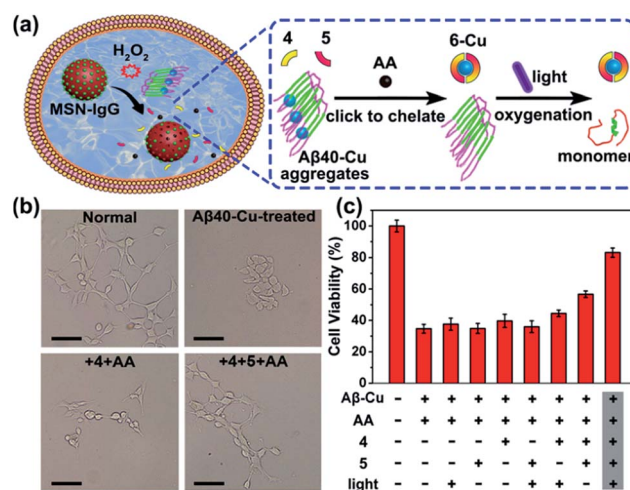 (a)
H₂O₂
MSN-IgG
4 5
AA
click to chelate
Aβ40-Cu
aggregates
6-Cu
light
oxygenation
monomer
(b)
Normal
Aβ40-Cu-treated
+4+AA
+4+5+AA
(c)
Cell Viability (%)
100
80
60
40
20
0
Aβ-Cu - + + + + + + + +
AA - + + + + + + + +
4 - - - - + - + + +
5 - - - + - + - + +
light - - + - - + + - +